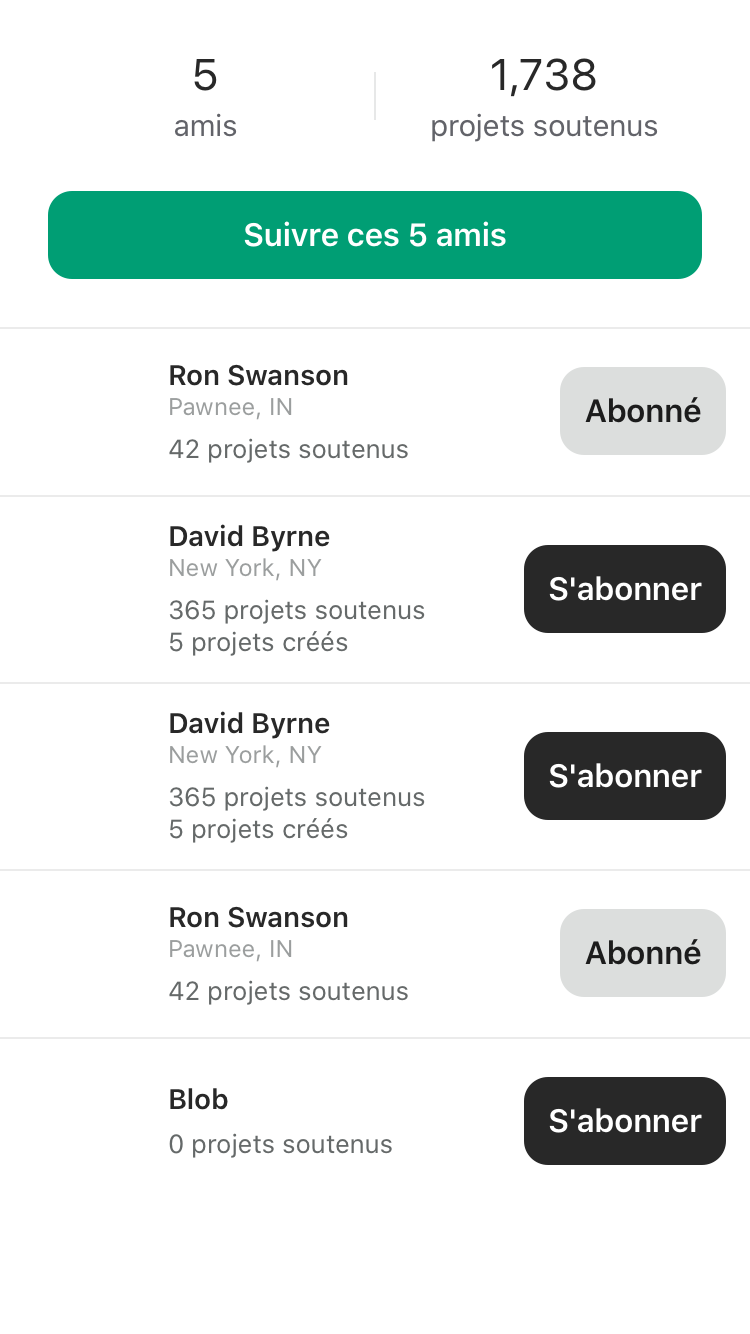 5
amis
1,738
projets soutenus
Suivre ces 5 amis
Ron Swanson
Pawnee, IN
42 projets soutenus
Abonné
David Byrne
New York, NY
365 projets soutenus
5 projets créés
S'abonner
David Byrne
New York, NY
365 projets soutenus
5 projets créés
S'abonner
Ron Swanson
Pawnee, IN
42 projets soutenus
Abonné
Blob
0 projets soutenus
S'abonner